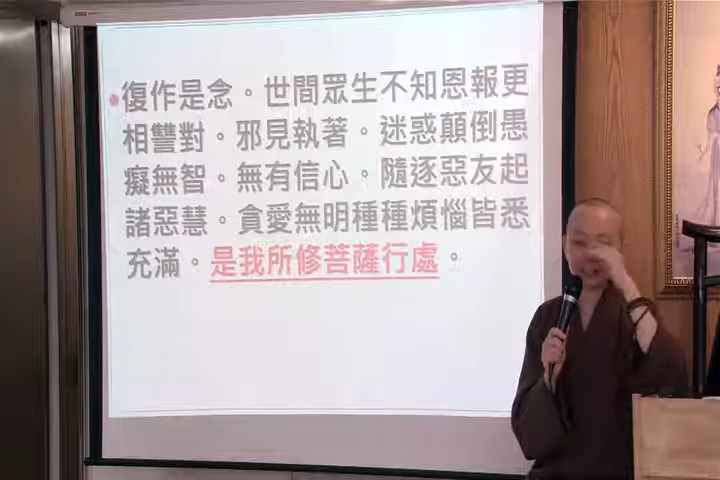 復作是念。世間眾生不知恩報更
相讐對。邪見執著。迷惑顛倒愚
癡無智。無有信心。隨逐惡友起
諸惡慧。貪愛無明種種煩惱皆悉
充滿。是我所修菩薩行處。